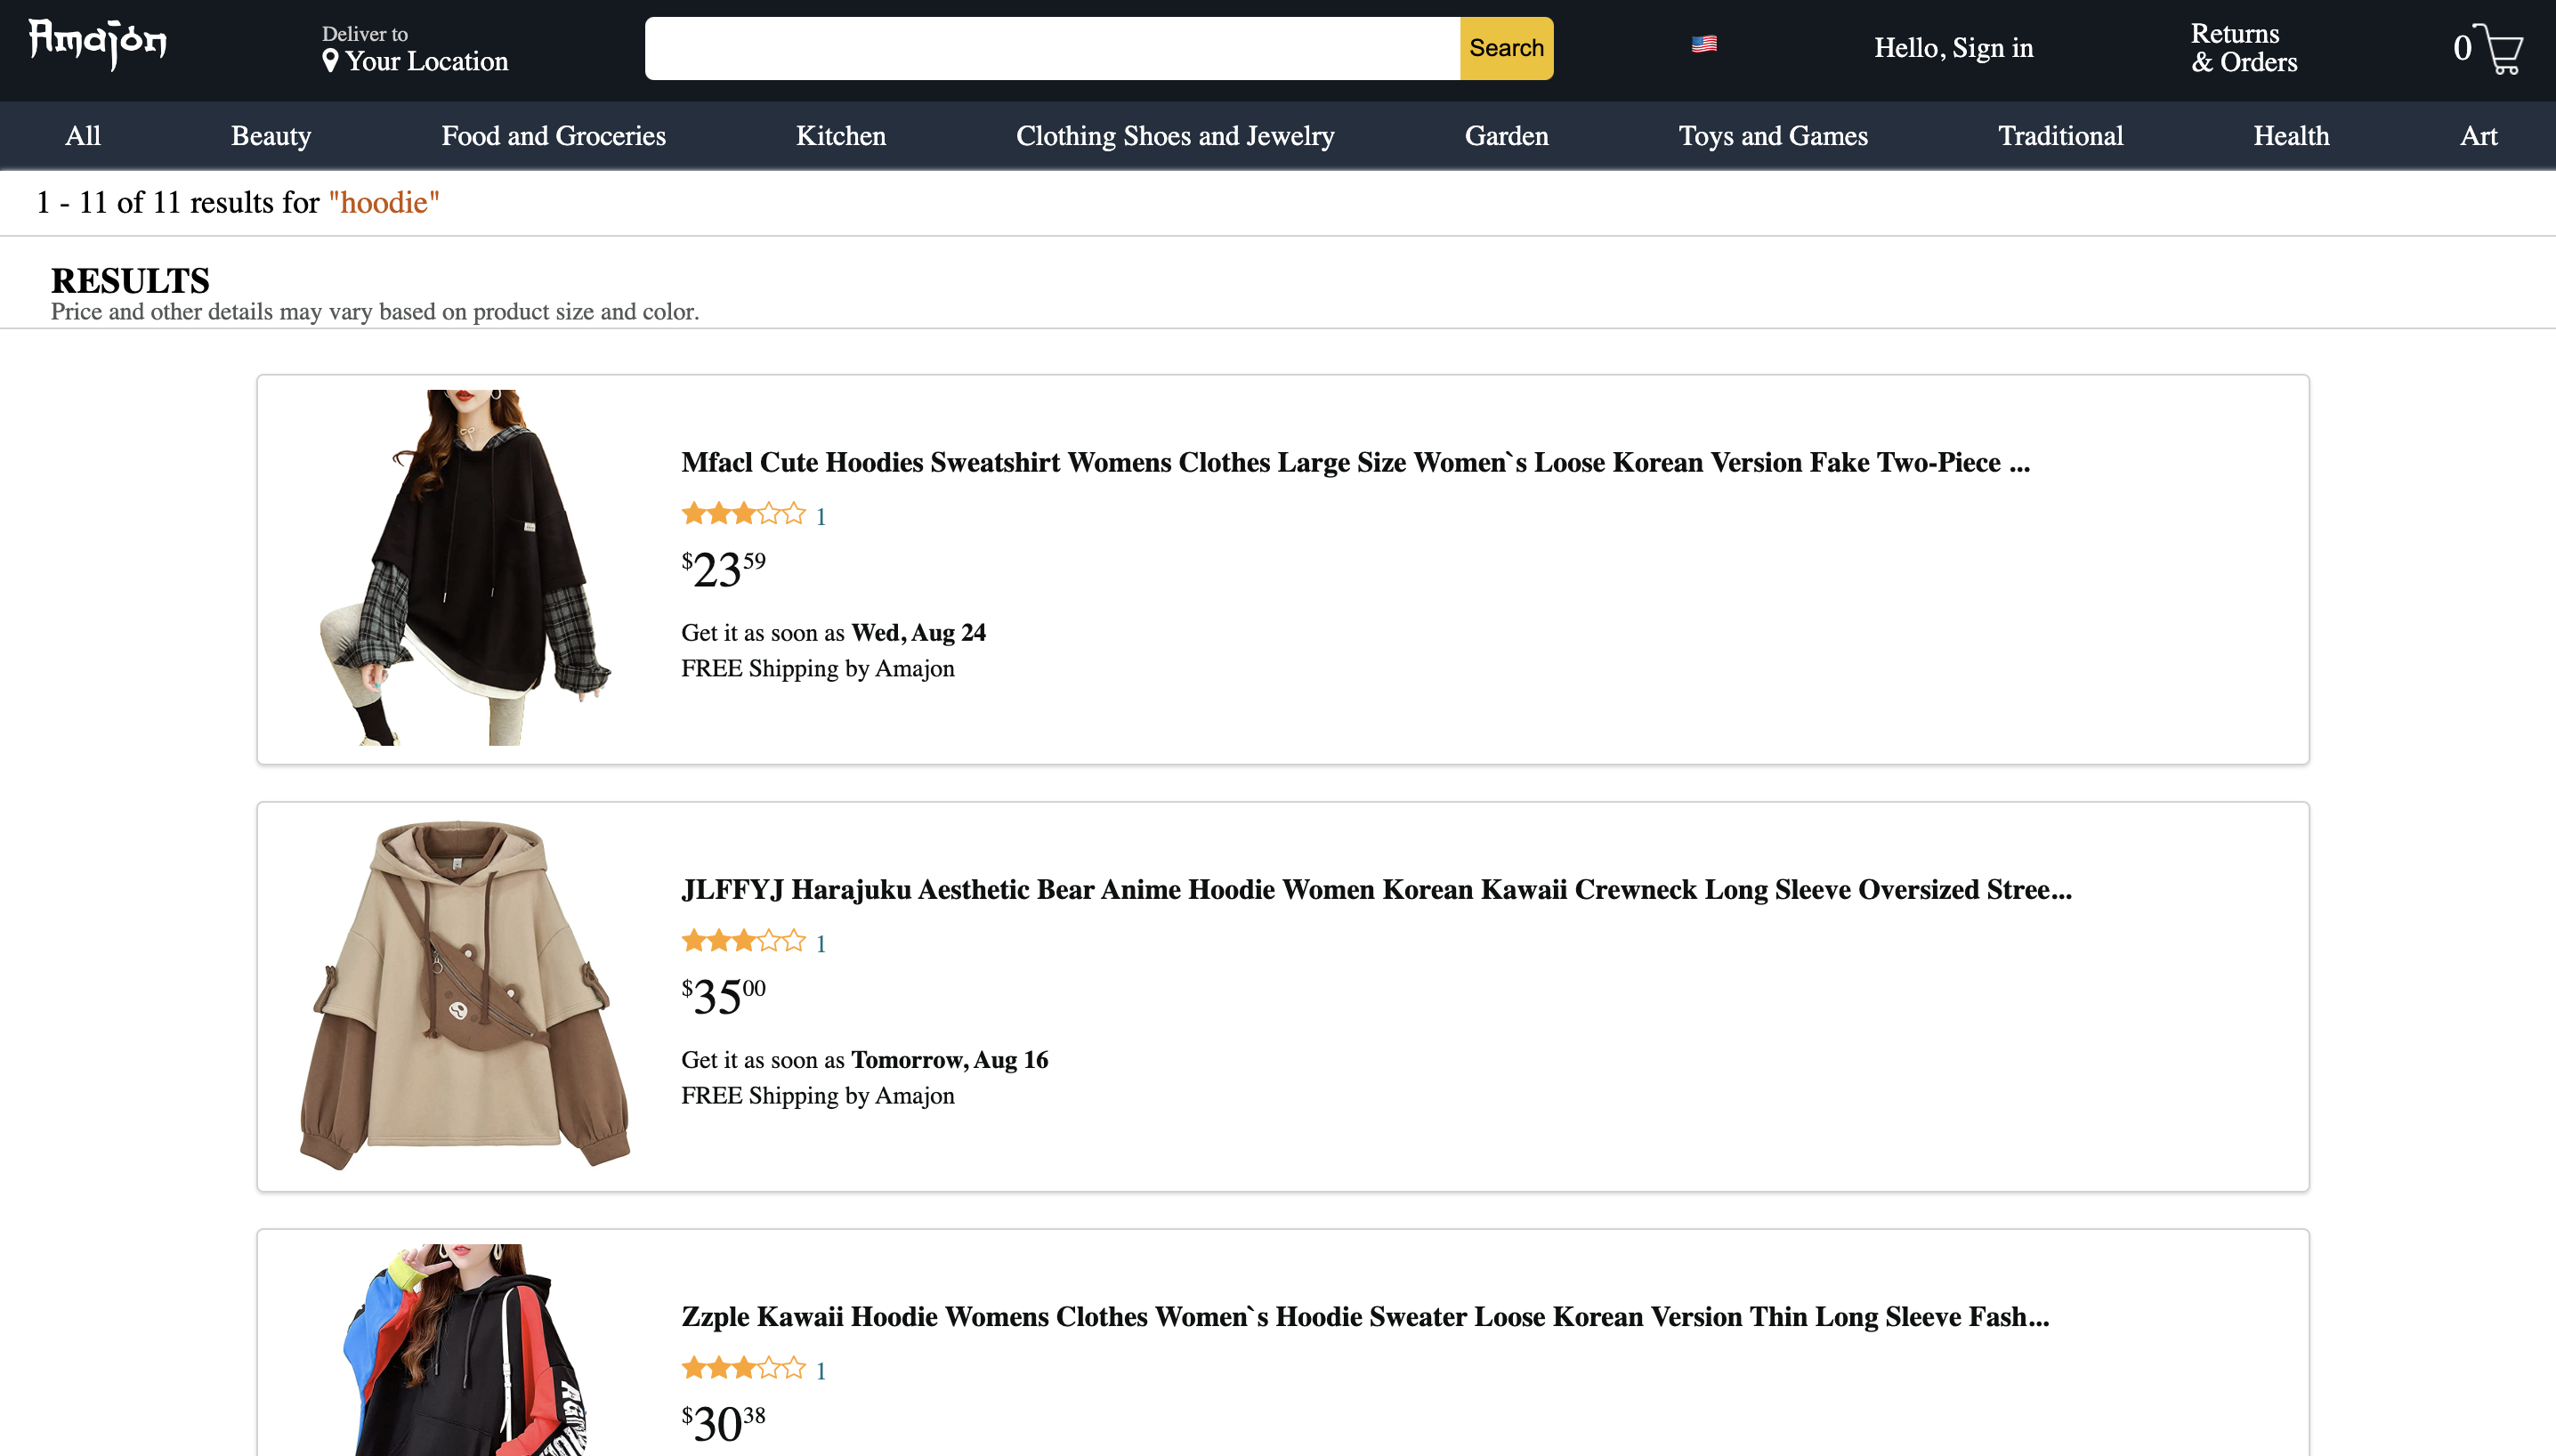 Amajon
Deliver to
Your Location
Search
Hello, Sign in
Returns
& Orders
0
All Beauty Food and Groceries Kitchen Clothing Shoes and Jewelry Garden Toys and Games Traditional Health Art
1 - 11 of 11 results for "hoodie"
RESULTS
Price and other details may vary based on product size and color.
Mfacl Cute Hoodies Sweatshirt Womens Clothes Large Size Women`s Loose Korean Version Fake Two-Piece ...
1
$23 59
Get it as soon as Wed, Aug 24
FREE Shipping by Amajon
JLFFYJ Harajuku Aesthetic Bear Anime Hoodie Women Korean Kawaii Crewneck Long Sleeve Oversized Stree...
1
$35 00
Get it as soon as Tomorrow, Aug 16
FREE Shipping by Amajon
Zzple Kawaii Hoodie Womens Clothes Women`s Hoodie Sweater Loose Korean Version Thin Long Sleeve Fash...
1
$30 38